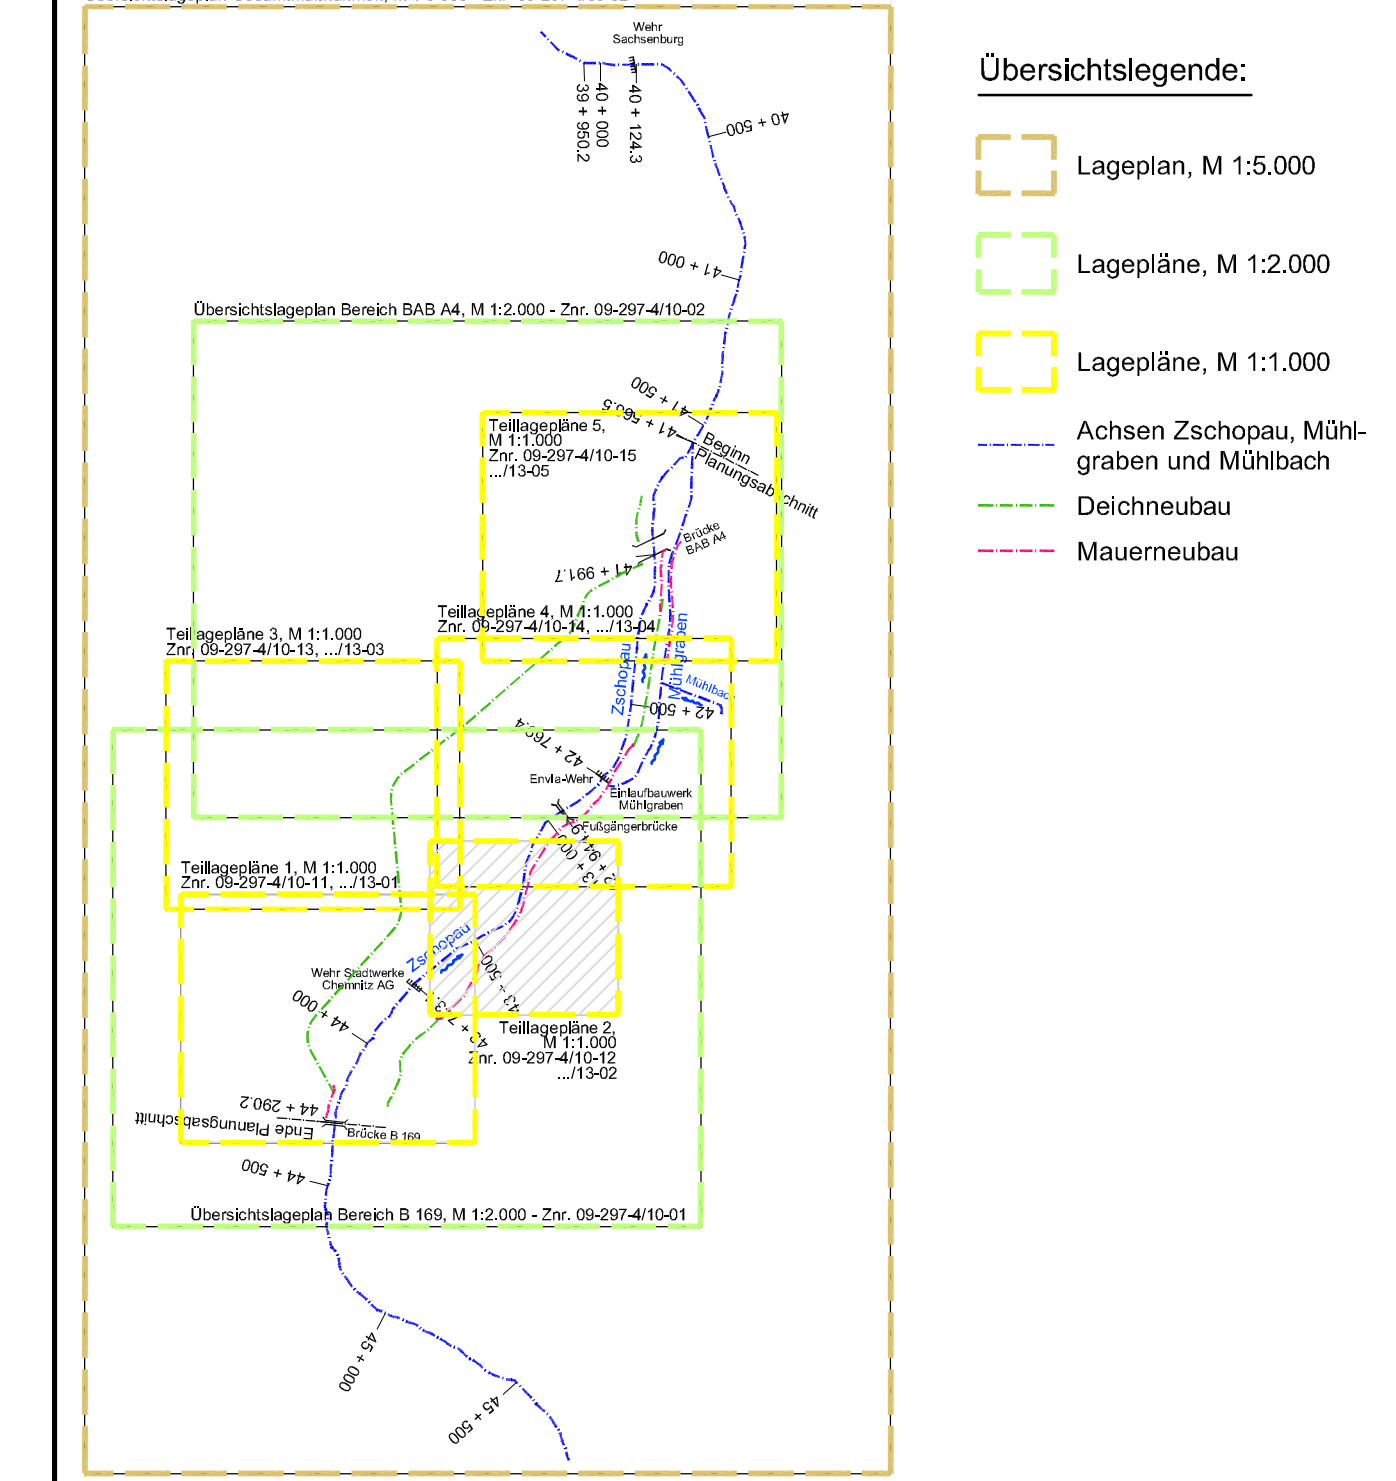 Wehr
Sachsenburg
39 + 950.2
40 + 000
40 + 124.3
40 + 500
41 + 000
Übersichtslageplan Bereich BAB A4, M 1:2.000 - Znr. 09-297-4/10-02
41 + 500
Teillagepläne 5,
M 1:1.000
Znr. 09-297-4/10-15
.../13-05
Beginn
Planungsabschnitt
Brücke
BAB A4
41 + 991.7
Teillagepläne 4, M 1:1.000
Znr. 09-297-4/10-14, .../13-04
Teillagepläne 3, M 1:1.000
Znr. 09-297-4/10-13, .../13-03
Zschopau
Mühlgraben
Mühlbach
42 + 500
Envia-Wehr
Einlaufbauwerk
Mühlgraben
Fußgängerbrücke
Teillagepläne 1, M 1:1.000
Znr. 09-297-4/10-11, .../13-01
Zschopau
Wehr Stadtwerke
Chemnitz AG
43 + 500
44 + 000
Teillagepläne 2,
M 1:1.000
Znr. 09-297-4/10-12
.../13-02
44 + 290.2
Ende Planungsabschnitt
Brücke B 169
44 + 500
Übersichtslageplan Bereich B 169, M 1:2.000 - Znr. 09-297-4/10-01
45 + 000
45 + 500
Übersichtslegende:
Lageplan, M 1:5.000
Lagepläne, M 1:2.000
Lagepläne, M 1:1.000
Achsen Zschopau, Mühl-
graben und Mühlbach
Deichneubau
Mauerneubau